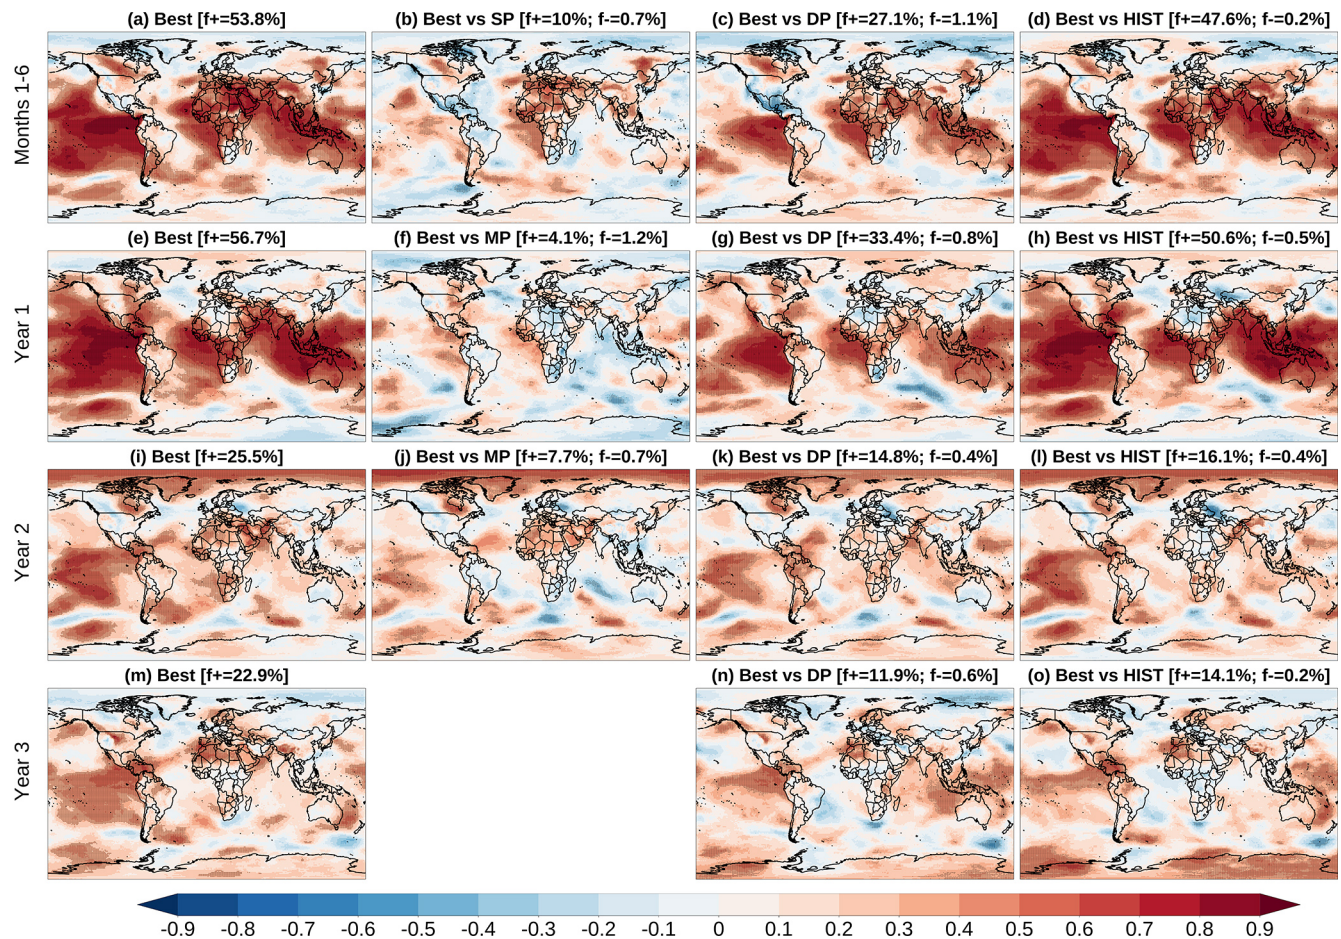 (a) Best [f+=53.8%]
(b) Best vs SP [f+=10%; f-=0.7%]
(c) Best vs DP [f+=27.1%; f-=1.1%]
(d) Best vs HIST [f+=47.6%; f-=0.2%]
Months 1-6
(e) Best [f+=56.7%]
(f) Best vs MP [f+=4.1%; f-=1.2%]
(g) Best vs DP [f+=33.4%; f-=0.8%]
(h) Best vs HIST [f+=50.6%; f-=0.5%]
Year 1
(i) Best [f+=25.5%]
(j) Best vs MP [f+=7.7%; f-=0.7%]
(k) Best vs DP [f+=14.8%; f-=0.4%]
(l) Best vs HIST [f+=16.1%; f-=0.4%]
Year 2
(m) Best [f+=22.9%]
(n) Best vs DP [f+=11.9%; f-=0.6%]
(o) Best vs HIST [f+=14.1%; f-=0.2%]
Year 3
-0.9 -0.8 -0.7 -0.6 -0.5 -0.4 -0.3 -0.2 -0.1 0 0.1 0.2 0.3 0.4 0.5 0.6 0.7 0.8 0.9